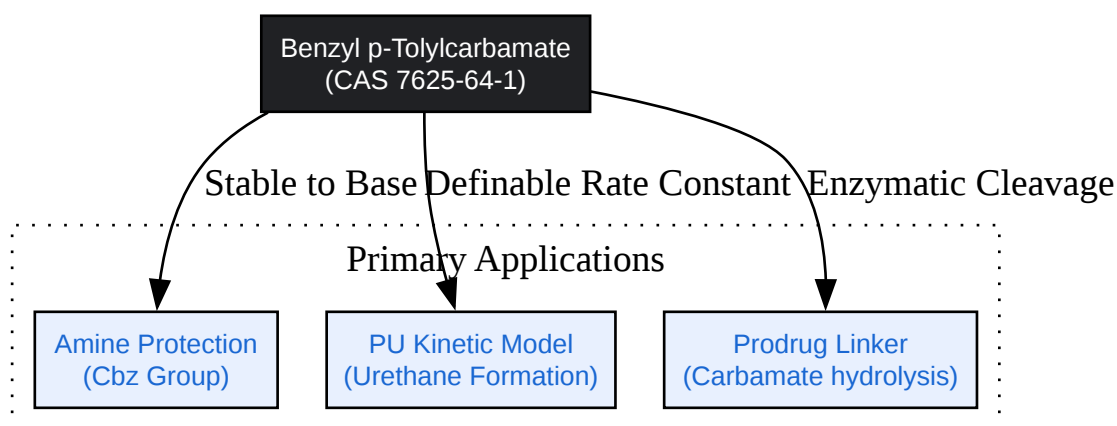 Benzyl p-Tolylcarbamate
(CAS 7625-64-1)
Stable to Base
Definable Rate Constant
Enzymatic Cleavage
Primary Applications
Amine Protection
(Cbz Group)
PU Kinetic Model
(Urethane Formation)
Prodrug Linker
(Carbamate hydrolysis)